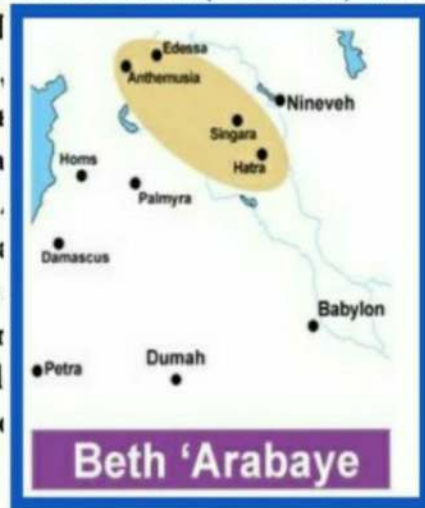 Edessa
Anthemusia
Nineveh
Singara
Homs
Hatra
Palmyra
Damascus
Babylon
Dumah
Petra
Beth ‘Arabaye